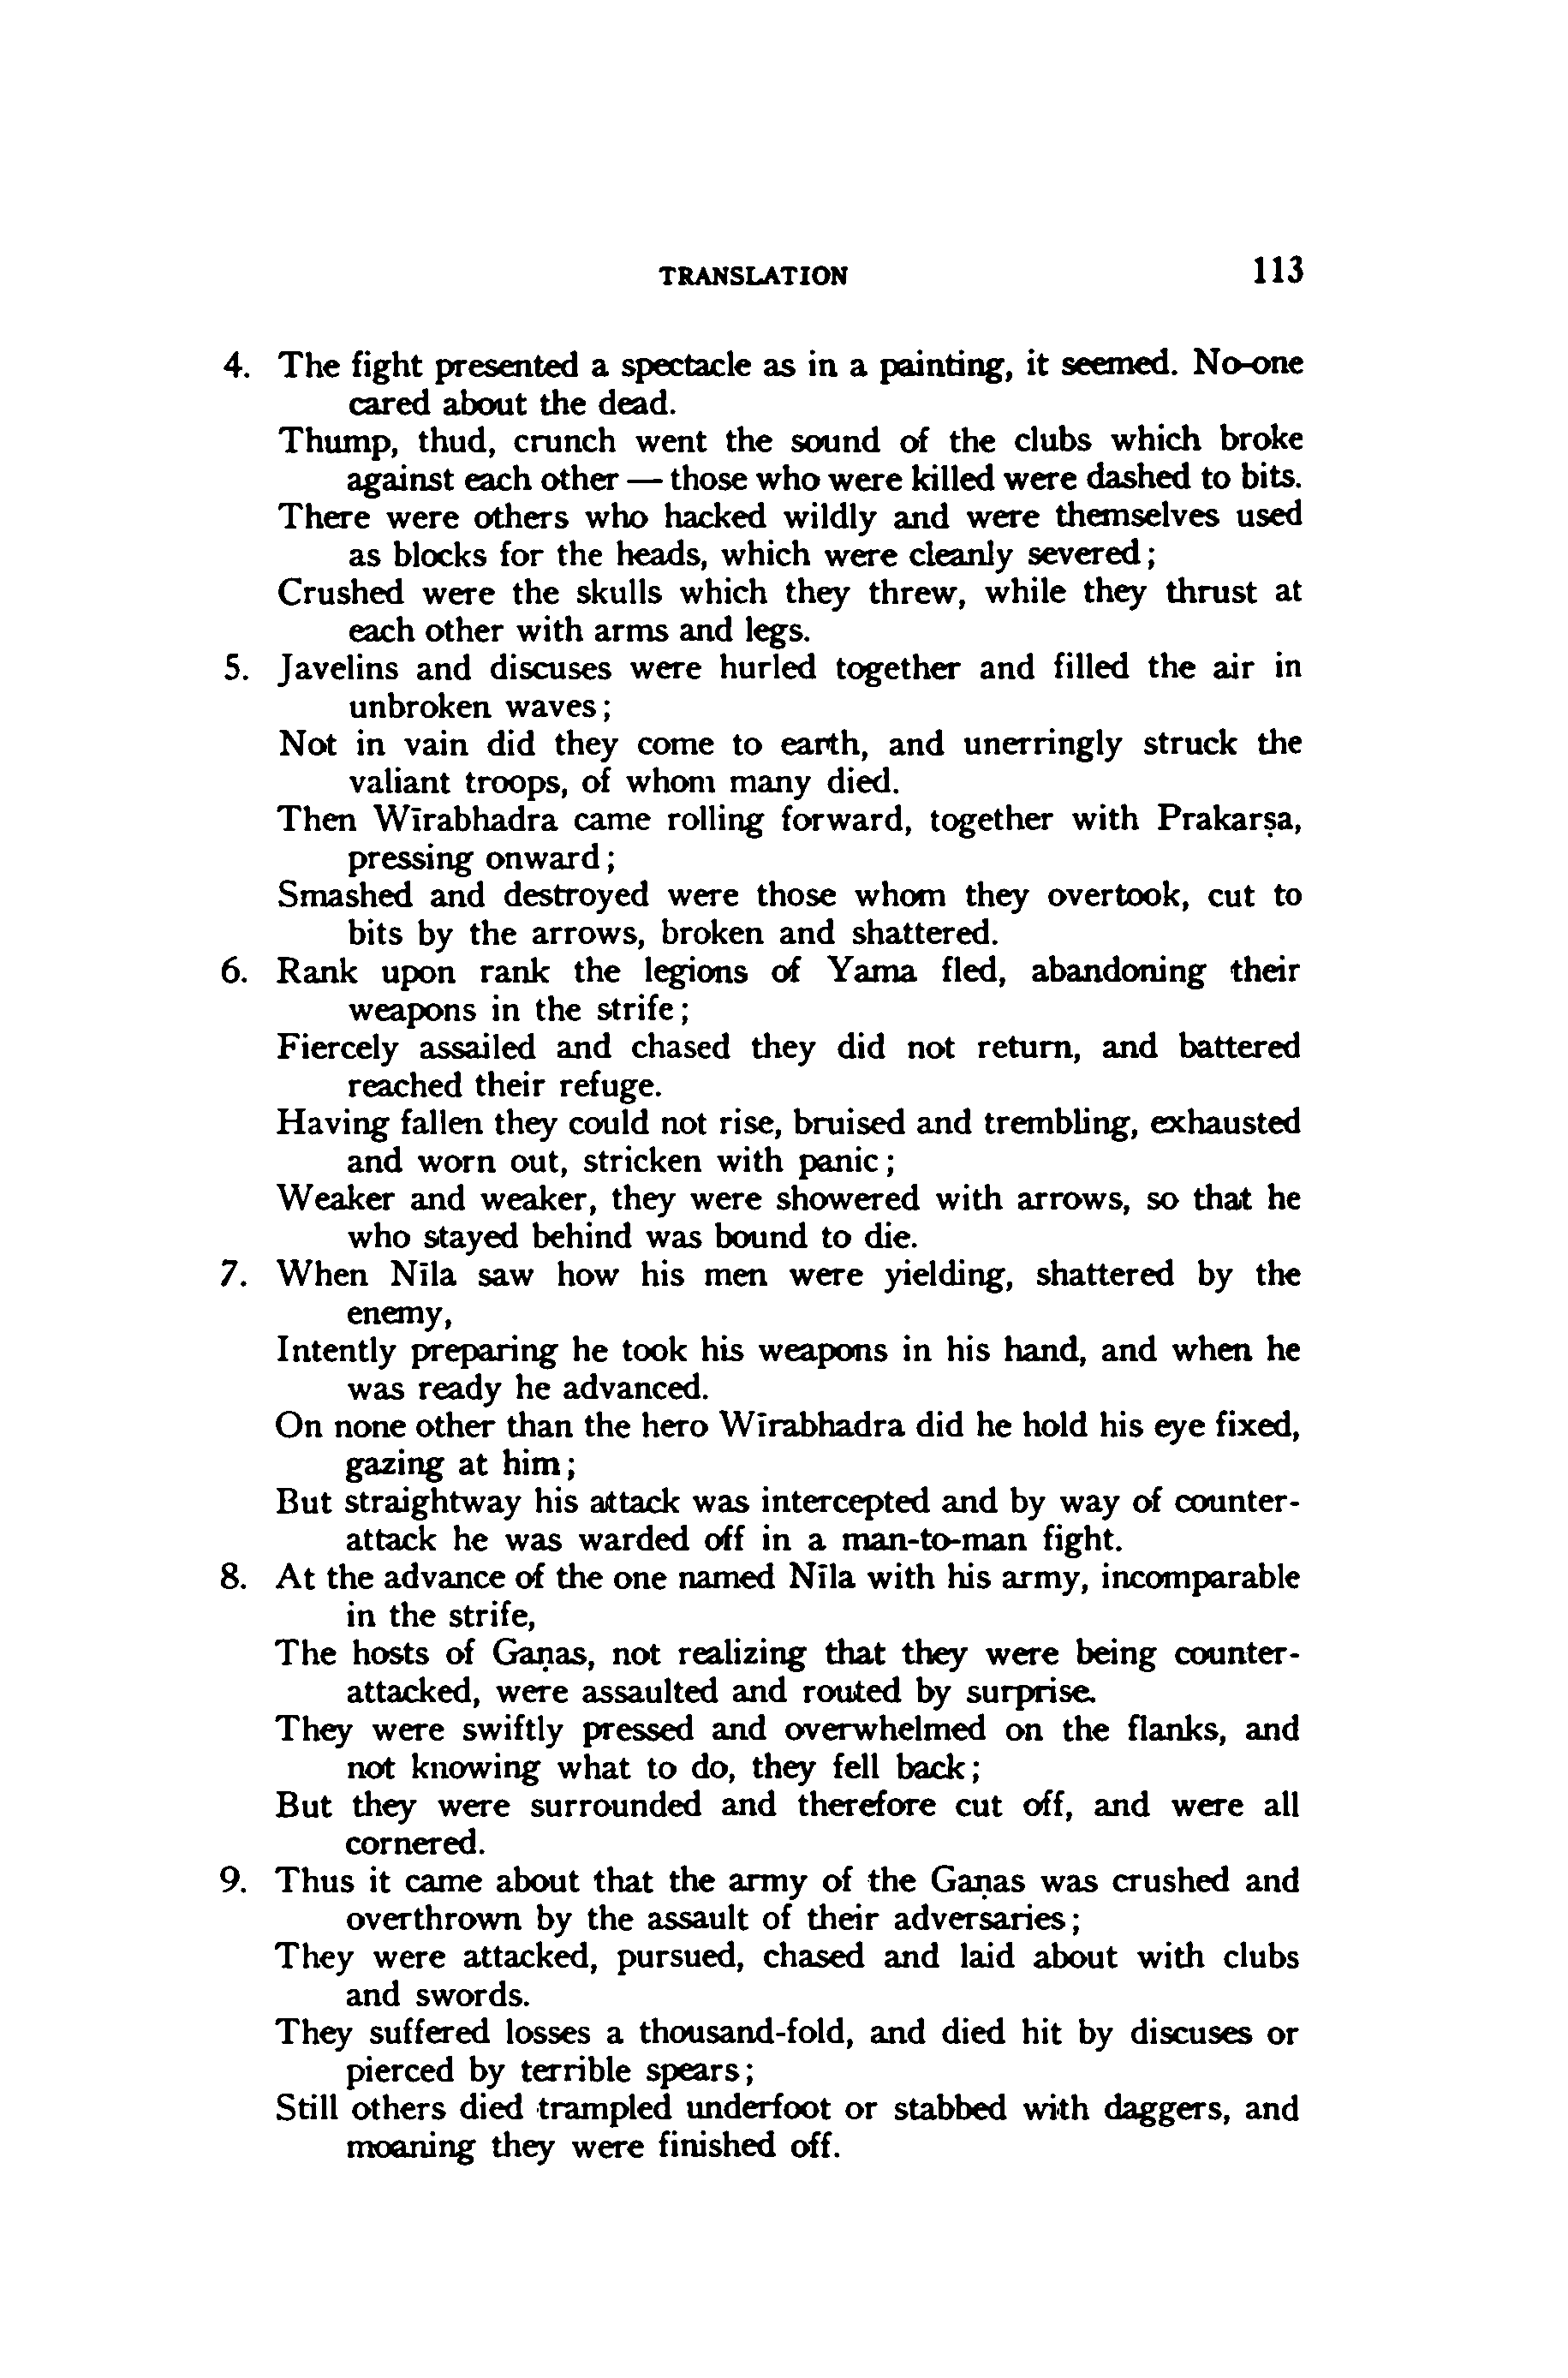 TRANSLATION 113
4. The fight presented a spectacle as in a painting, it seemed. No-one
cared about the dead.
Thump, thud, crunch went the sound of the clubs which broke
against each other — those who were killed were dashed to bits.
There were others who hacked wildly and were themselves used
as blocks for the heads, which were cleanly severed;
Crushed were the skulls which they threw, while they thrust at
each other with arms and legs.
5. Javelins and discuses were hurled together and filled the air in
unbroken waves;
Not in vain did they come to earth, and unerringly struck the
valiant troops, of whom many died.
Then Wīrabhadra came rolling forward, together with Prakarṣa,
pressing onward;
Smashed and destroyed were those whom they overtook, cut to
bits by the arrows, broken and shattered.
6. Rank upon rank the legions of Yama fled, abandoning their
weapons in the strife;
Fiercely assailed and chased they did not return, and battered
reached their refuge.
Having fallen they could not rise, bruised and trembling, exhausted
and worn out, stricken with panic;
Weaker and weaker, they were showered with arrows, so that he
who stayed behind was bound to die.
7. When Nīla saw how his men were yielding, shattered by the
enemy,
Intently preparing he took his weapons in his hand, and when he
was ready he advanced.
On none other than the hero Wīrabhadra did he hold his eye fixed,
gazing at him;
But straightway his attack was intercepted and by way of counter-
attack he was warded off in a man-to-man fight.
8. At the advance of the one named Nīla with his army, incomparable
in the strife,
The hosts of Gaṇas, not realizing that they were being counter-
attacked, were assaulted and routed by surprise.
They were swiftly pressed and overwhelmed on the flanks, and
not knowing what to do, they fell back;
But they were surrounded and therefore cut off, and were all
cornered.
9. Thus it came about that the army of the Gaṇas was crushed and
overthrown by the assault of their adversaries;
They were attacked, pursued, chased and laid about with clubs
and swords.
They suffered losses a thousand-fold, and died hit by discuses or
pierced by terrible spears;
Still others died trampled underfoot or stabbed with daggers, and
moaning they were finished off.